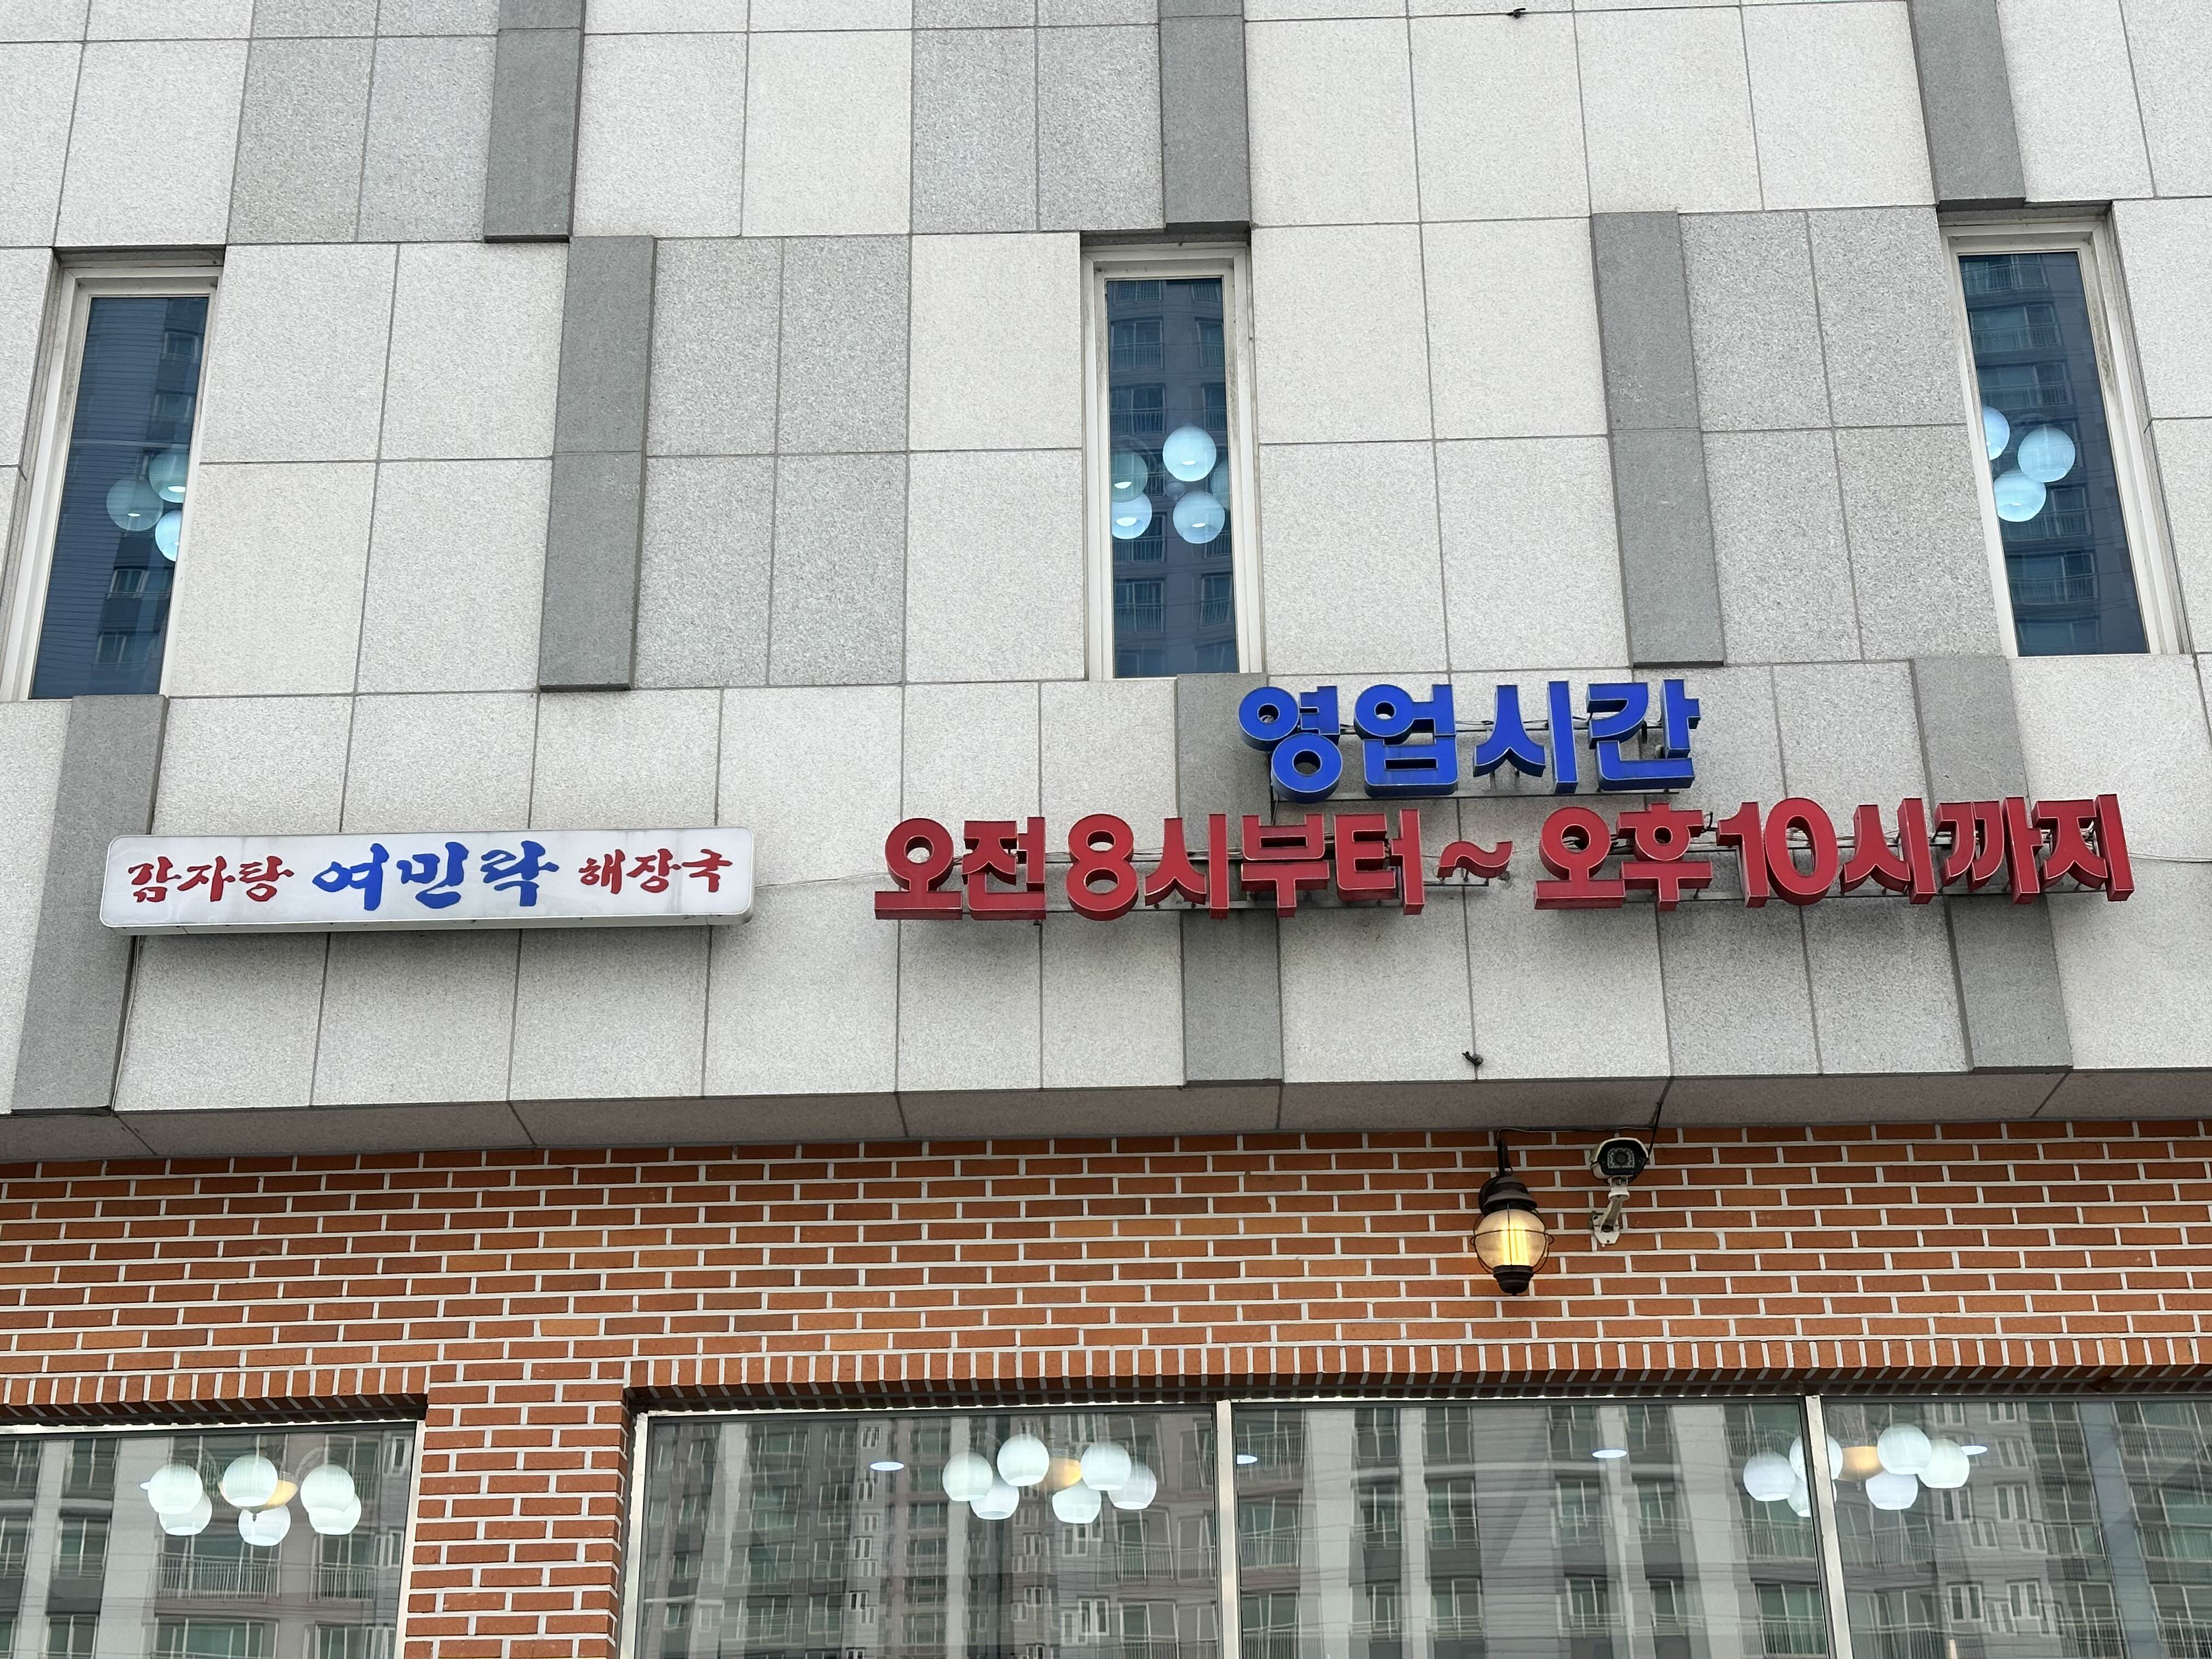 영업시간
오전 8시부터 ~ 오후 10시까지
감자탕 여민락 해장국